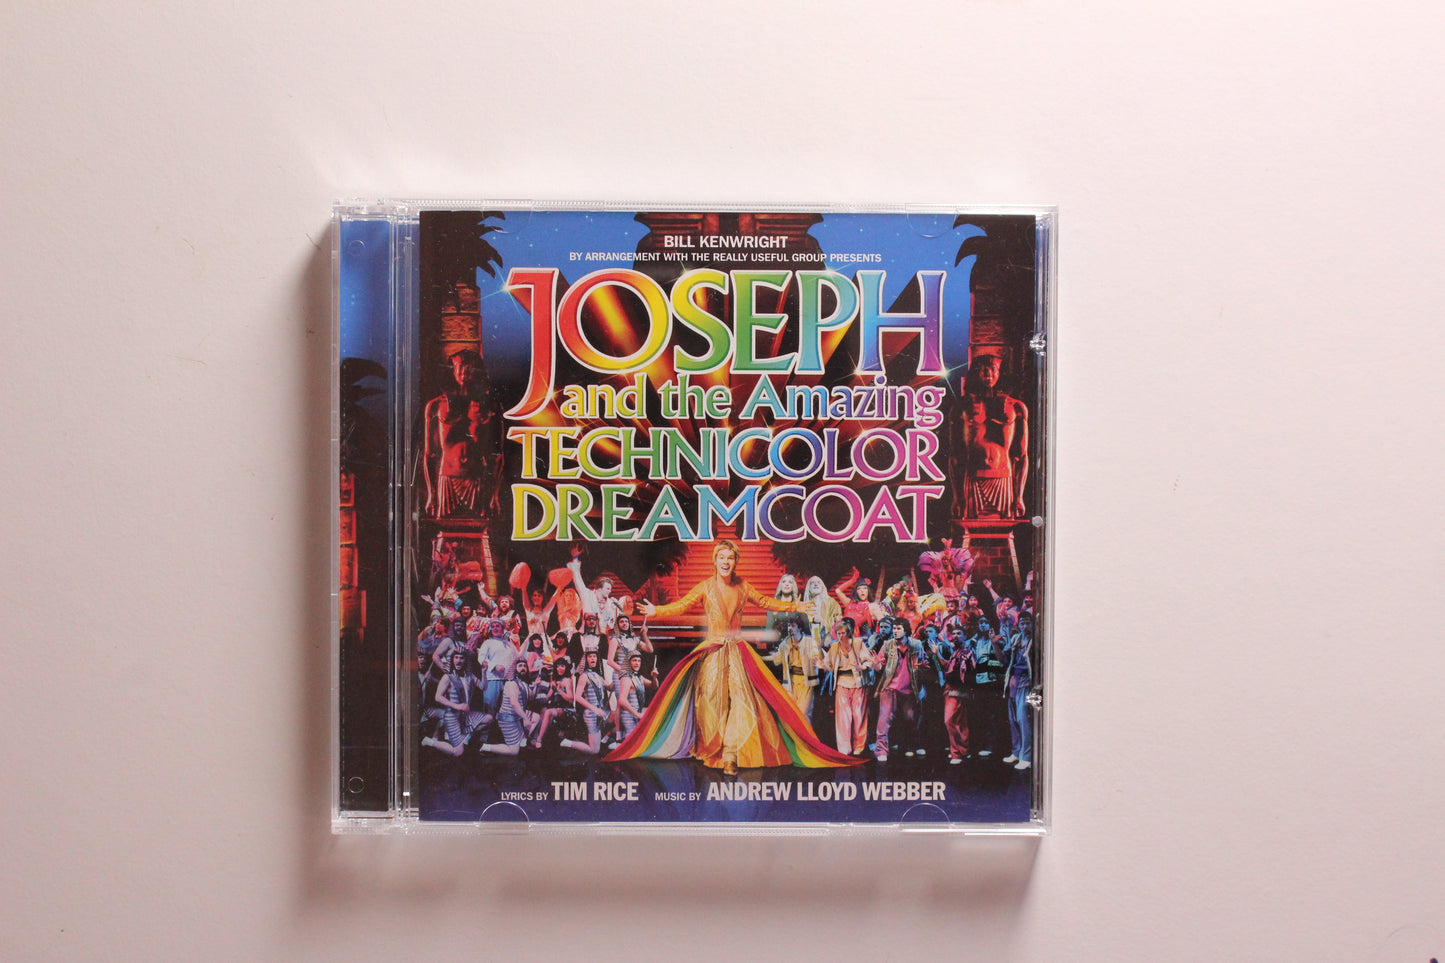 BILL KENWRIGHT
BY ARRANGEMENT WITH THE REALLY USEFUL GROUP PRESENTS
JOSEPH
and the Amazing
TECHNICOLOR
DREAMCOAT
LYRICS BY TIM RICE MUSIC BY ANDREW LLOYD WEBBER